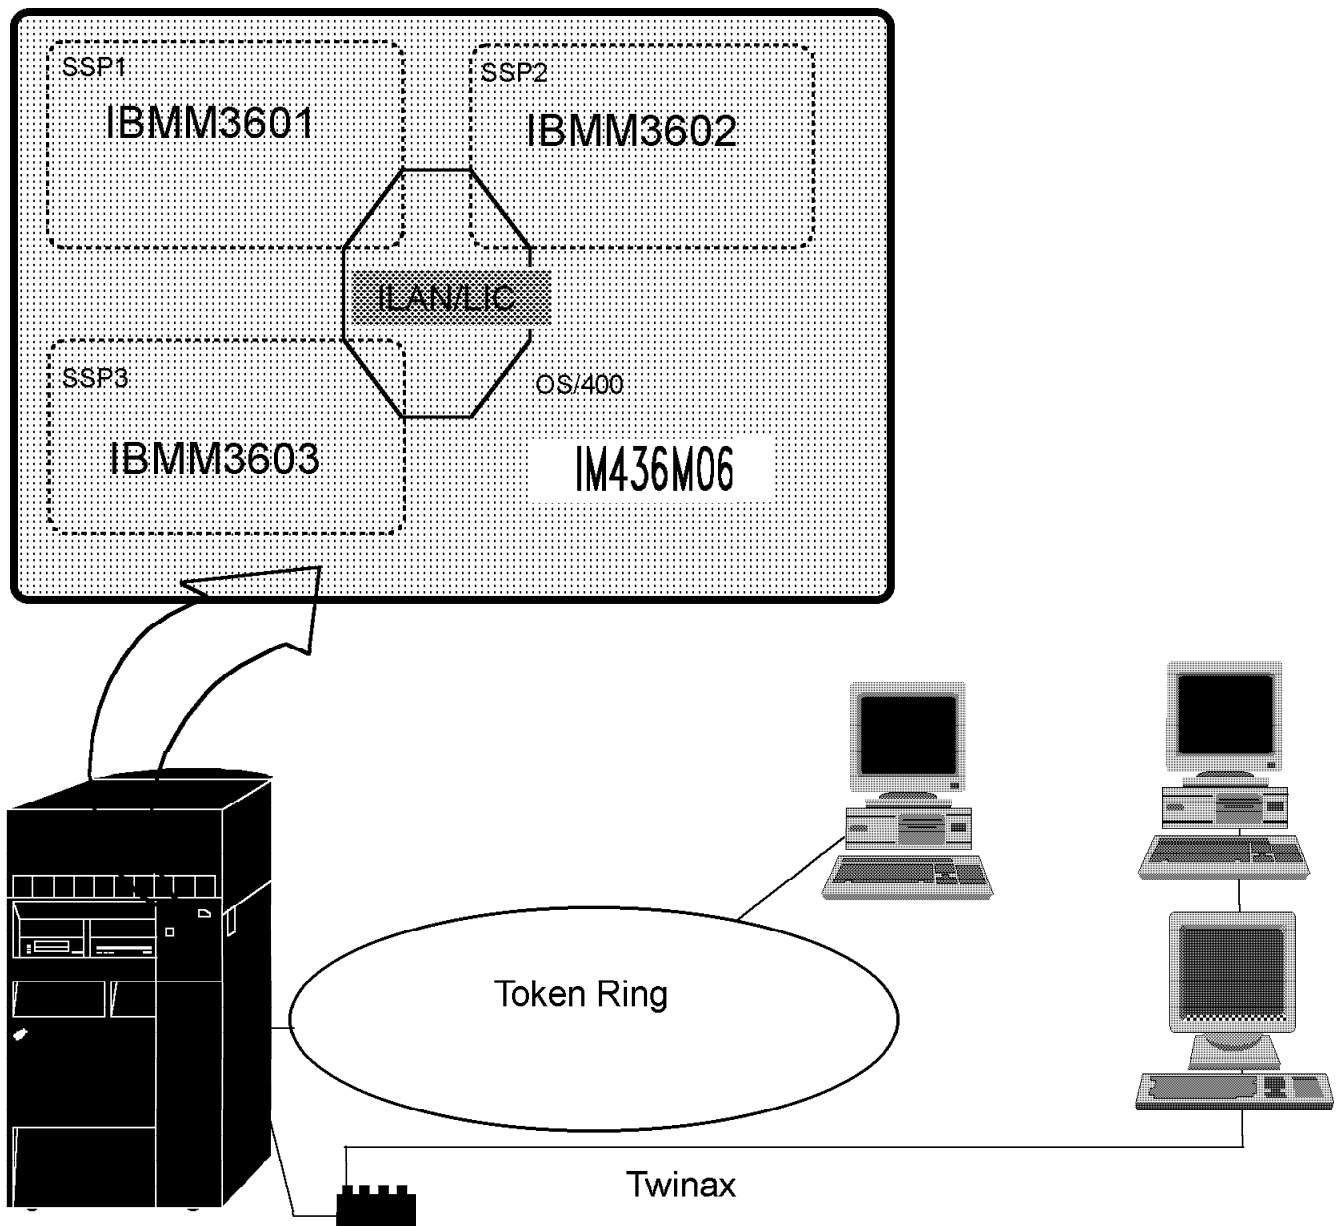 SSP1
IBMM3601
SSP2
IBMM3602
ILAN/LIC
SSP3
IBMM3603
OS/400
IM436M06
Token Ring
Twinax